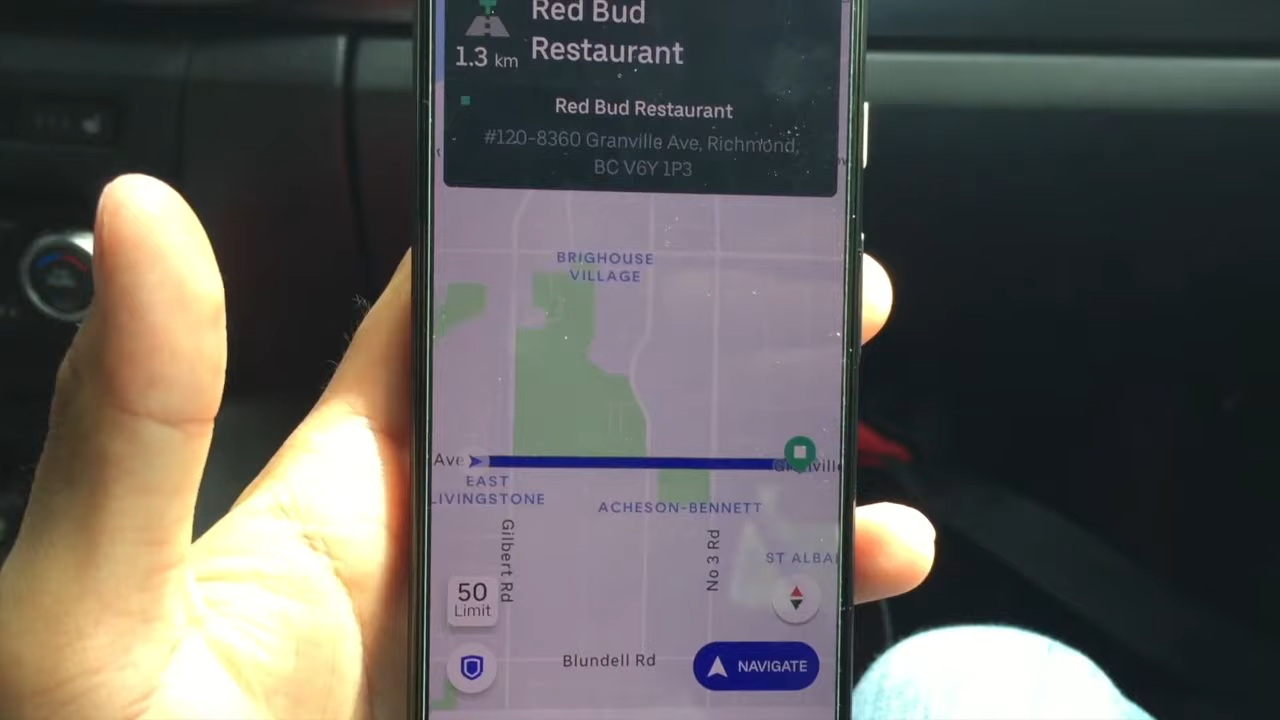 Red Bud
Restaurant
1.3 km
Red Bud Restaurant
#120-8360 Granville Ave, Richmond,
BC V6Y 1P3
BRIGHOUSE
VILLAGE
Ave
EAST
LIVINGSTONE
ACHESON-BENNETT
Gilbert Rd
No 3 Rd
ST ALBA
50
Limit
Blundell Rd
NAVIGATE